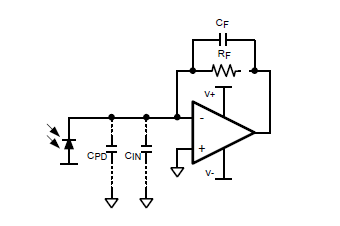 CF
RF
V+
-
CPD
CIN
+
V-